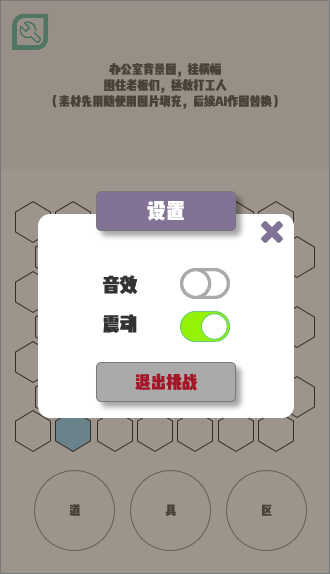 办公室背景图，挂横幅
困住老板们，拯救打工人
（素材先用随使用图片填充，后续AI作图替换）
设置
音效
震动
退出挑战
道
具
区